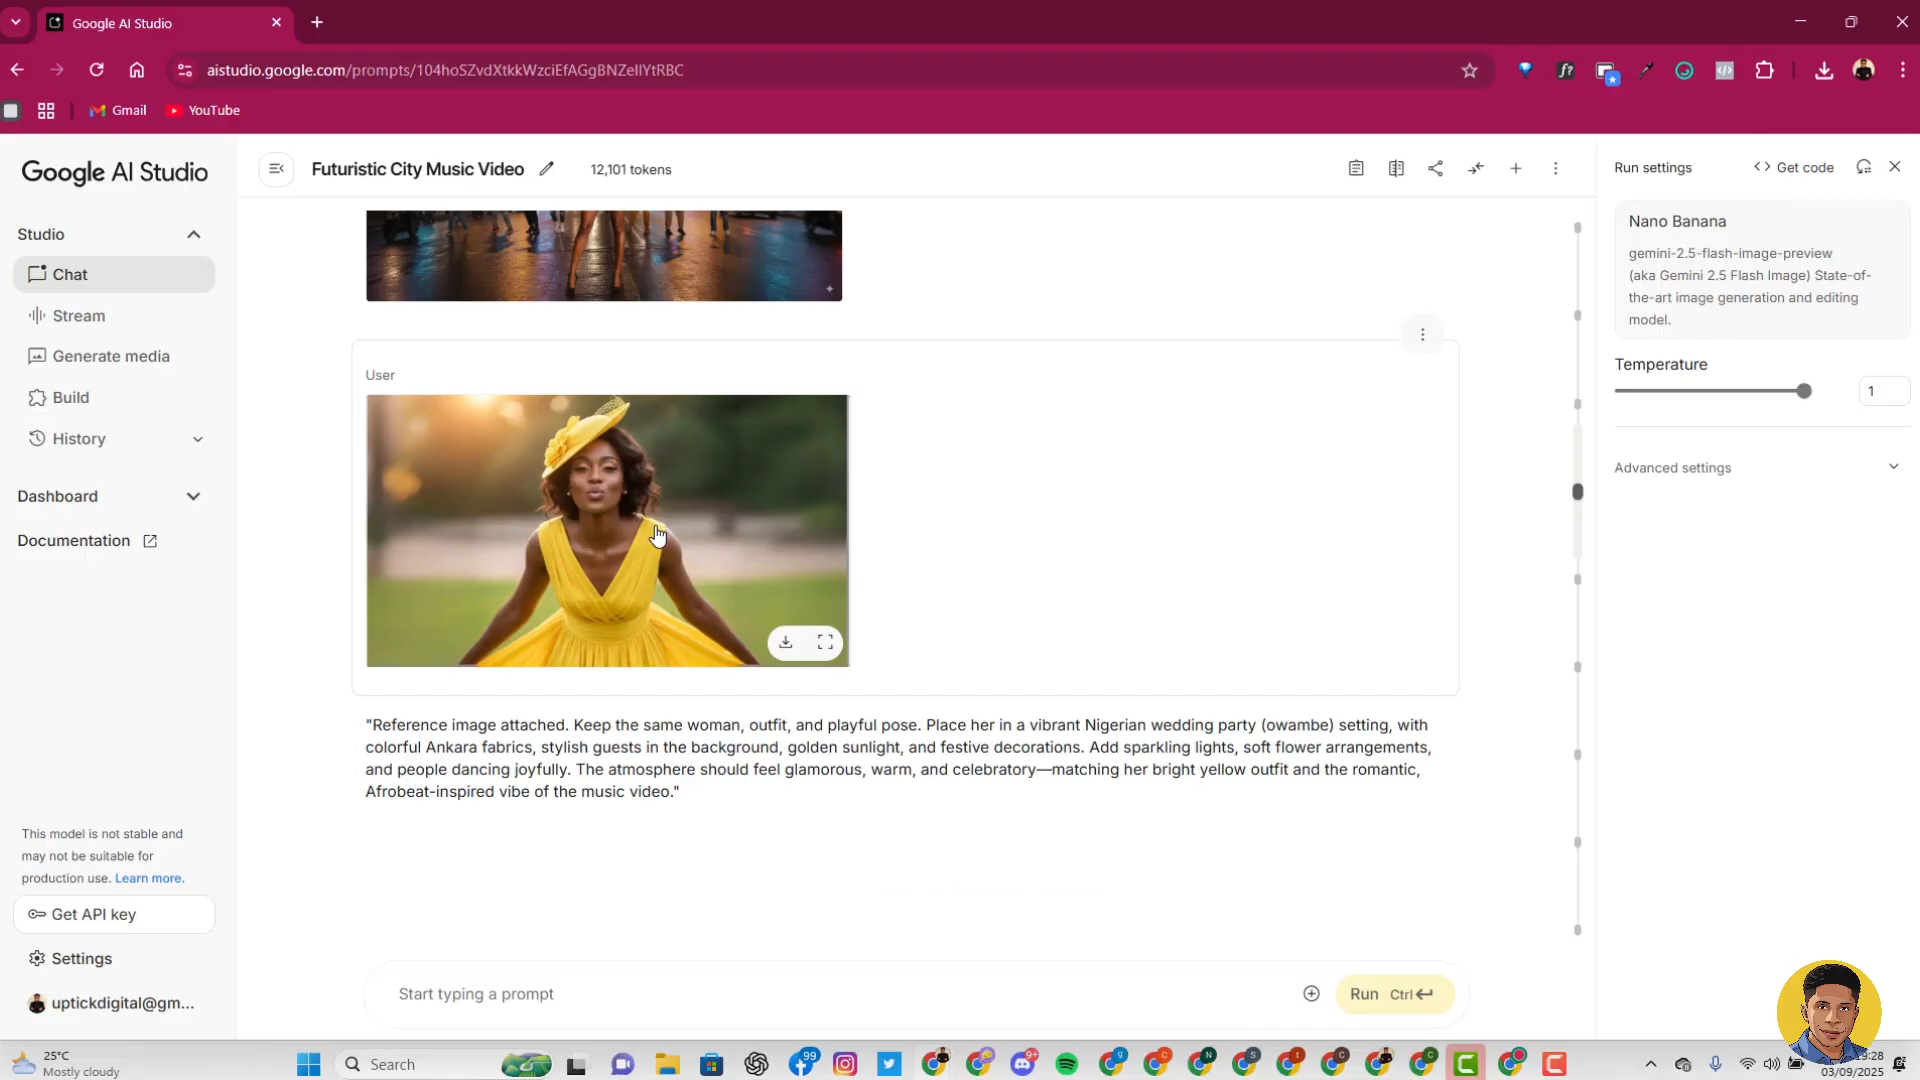 Google AI Studio
aistudio.google.com/prompts/104hoSZvdXtkkWzciEfAGgBNZeIlYtRBC
Gmail
YouTube
Google AI Studio
Futuristic City Music Video
12,101 tokens
Run settings
Get code
Studio
Chat
Stream
Generate media
Build
History
Dashboard
Documentation
Nano Banana
gemini-2.5-flash-image-preview
(aka Gemini 2.5 Flash Image) State-of-
the-art image generation and editing
model.
Temperature
1
Advanced settings
User
"Reference image attached. Keep the same woman, outfit, and playful pose. Place her in a vibrant Nigerian wedding party (owambe) setting, with
colorful Ankara fabrics, stylish guests in the background, golden sunlight, and festive decorations. Add sparkling lights, soft flower arrangements,
and people dancing joyfully. The atmosphere should feel glamorous, warm, and celebratory—matching her bright yellow outfit and the romantic,
Afrobeat-inspired vibe of the music video."
This model is not stable and
may not be suitable for
production use. Learn more.
Get API key
Settings
uptickdigital@gm...
Start typing a prompt
Run Ctrl
25°C
Mostly cloudy
Search
99
9+
19:28
03/09/2025